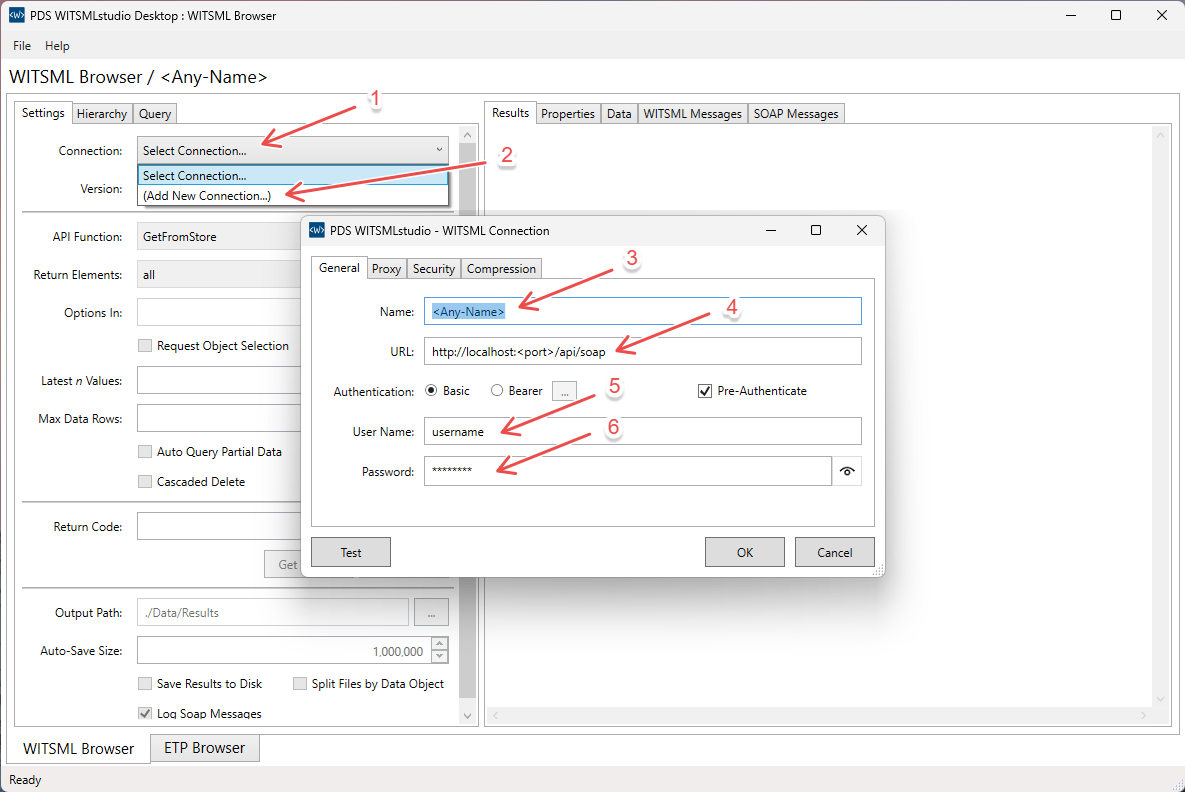 <W> PDS WITSMLstudio Desktop : WITSML Browser
File Help
WITSML Browser / <Any-Name>
Settings Hierarchy Query
Results Properties Data WITSML Messages SOAP Messages
1
Connection: Select Connection...
2
Select Connection...
Version: (Add New Connection...)
API Function: GetFromStore
Return Elements: all
Options In:
Request Object Selection
Latest n Values:
Max Data Rows:
Auto Query Partial Data
Cascaded Delete
Return Code:
Get
Output Path: ./Data/Results ...
Auto-Save Size: 1,000,000
Save Results to Disk Split Files by Data Object
Log Soap Messages
<W> PDS WITSMLstudio - WITSML Connection
General Proxy Security Compression
3
Name: <Any-Name>
4
URL: http://localhost:<port>/api/soap
Authentication: Basic Bearer ... Pre-Authenticate
5
User Name: username
6
Password: ********
Test OK Cancel
WITSML Browser ETP Browser
Ready